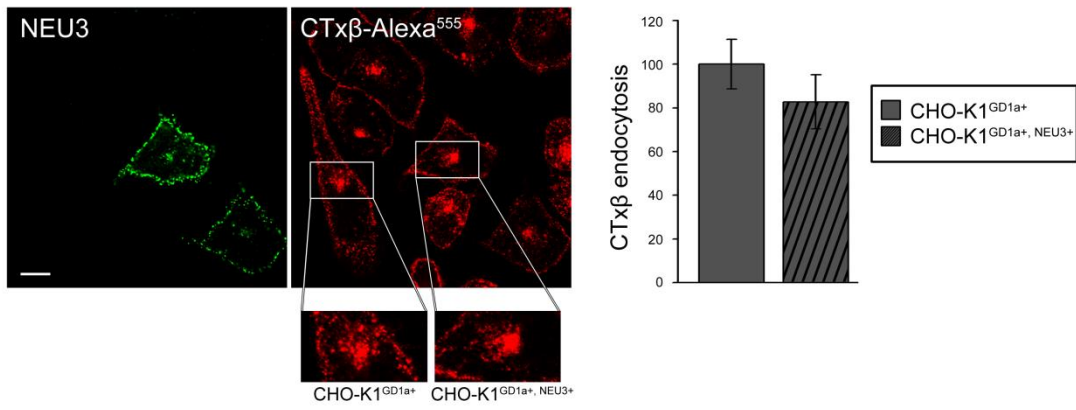 NEU3
CTxβ-Alexa⁵⁵⁵
CHO-K1ᴳᴰ¹ᵃ⁺
CHO-K1ᴳᴰ¹ᵃ⁺, ᴺᴱᵁ³⁺
CTxβ endocytosis
120
100
80
60
40
20
0
CHO-K1ᴳᴰ¹ᵃ⁺
CHO-K1ᴳᴰ¹ᵃ⁺, ᴺᴱᵁ³⁺